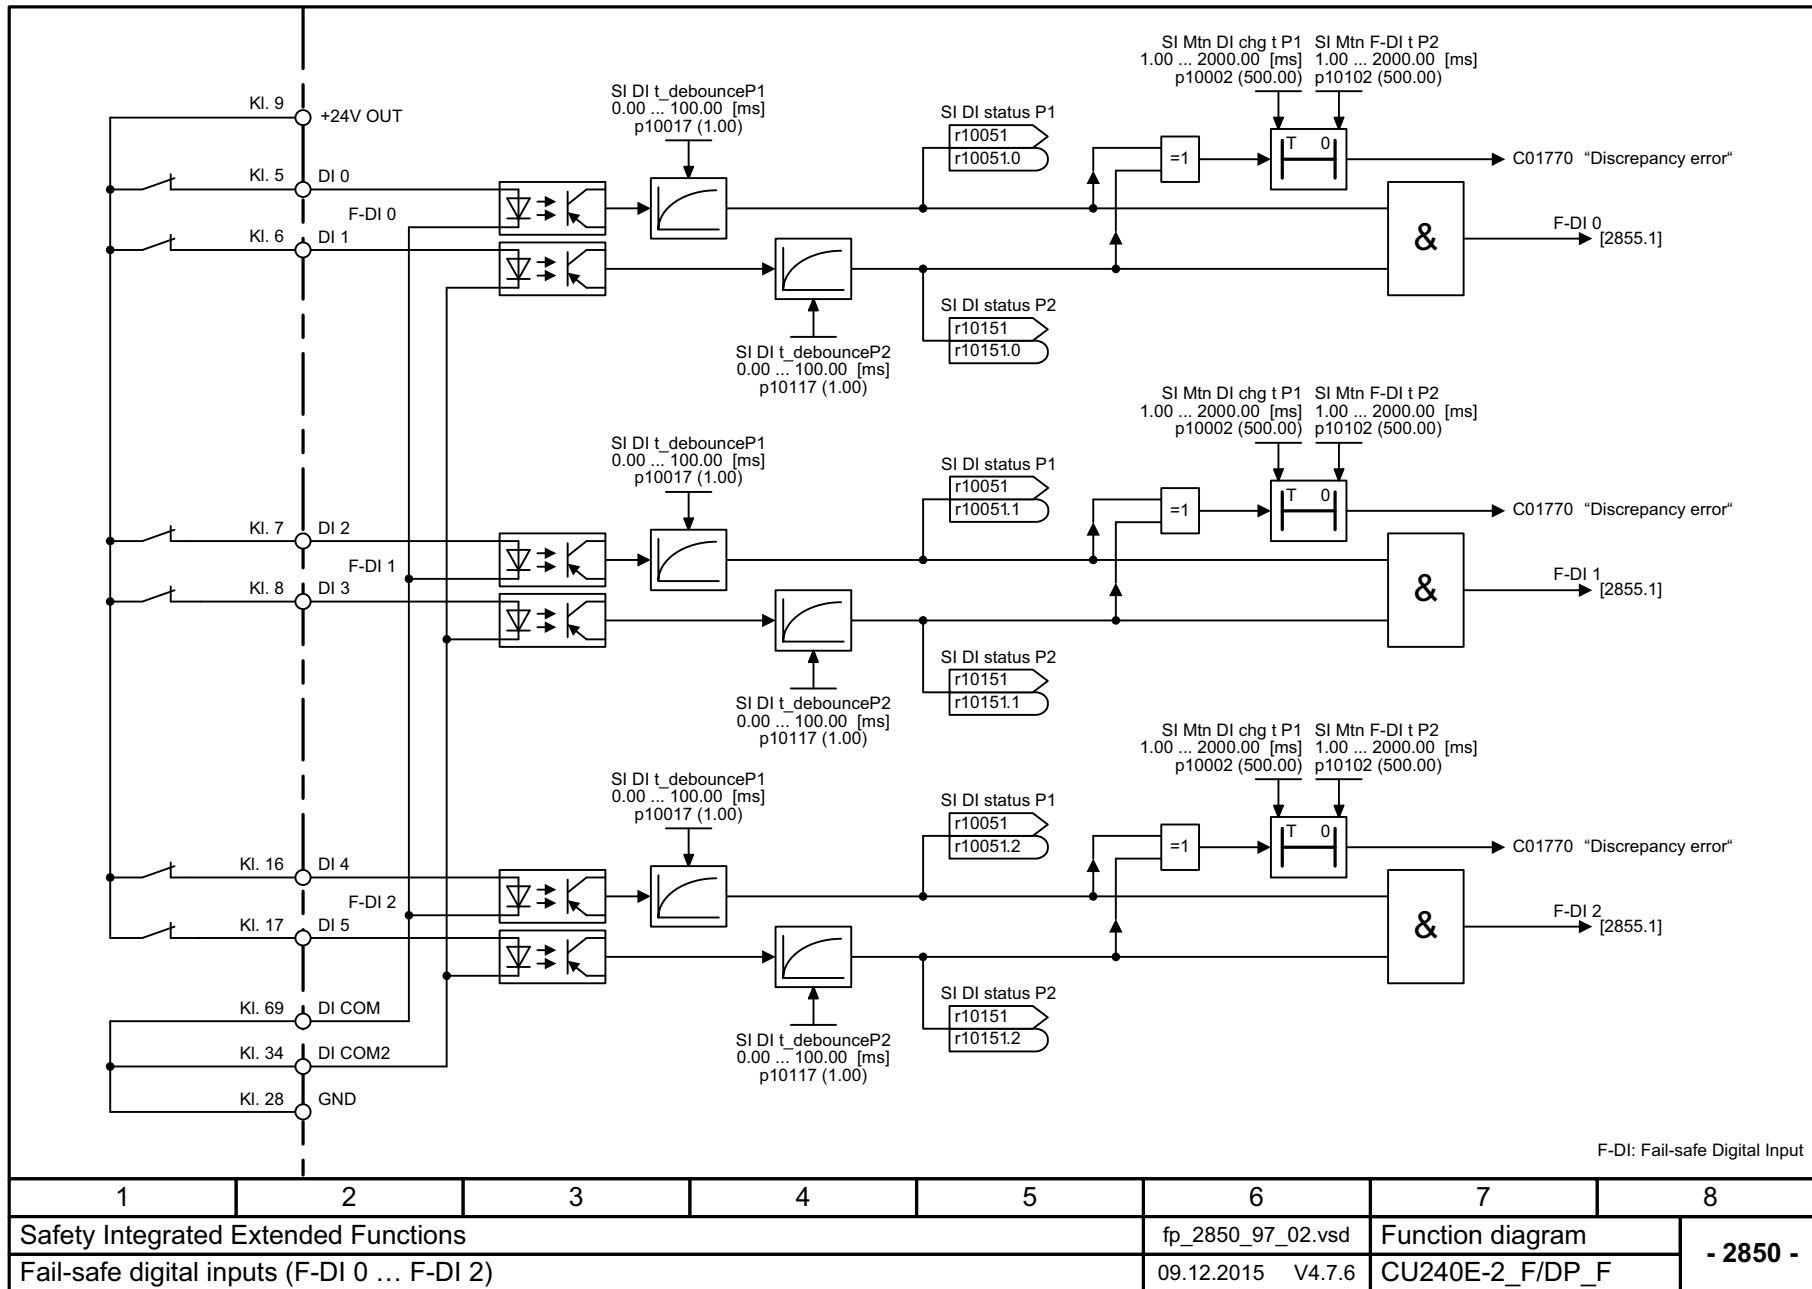 SI Mtn DI chg t P1 SI Mtn F-DI t P2
1.00 ... 2000.00 [ms] 1.00 ... 2000.00 [ms]
p10002 (500.00) p10102 (500.00)
SI DI t_debounceP1
0.00 ... 100.00 [ms]
p10017 (1.00)
Kl. 9 +24V OUT
SI DI status P1
r10051
r10051.0
=1
T 0
C01770 “Discrepancy error“
Kl. 5 DI 0
F-DI 0
Kl. 6 DI 1
&
F-DI 0
[2855.1]
SI DI status P2
r10151
r10151.0
SI DI t_debounceP2
0.00 ... 100.00 [ms]
p10117 (1.00)
SI Mtn DI chg t P1 SI Mtn F-DI t P2
1.00 ... 2000.00 [ms] 1.00 ... 2000.00 [ms]
p10002 (500.00) p10102 (500.00)
SI DI t_debounceP1
0.00 ... 100.00 [ms]
p10017 (1.00)
SI DI status P1
r10051
r10051.1
=1
T 0
C01770 “Discrepancy error“
Kl. 7 DI 2
F-DI 1
Kl. 8 DI 3
&
F-DI 1
[2855.1]
SI DI status P2
r10151
r10151.1
SI DI t_debounceP2
0.00 ... 100.00 [ms]
p10117 (1.00)
SI Mtn DI chg t P1 SI Mtn F-DI t P2
1.00 ... 2000.00 [ms] 1.00 ... 2000.00 [ms]
p10002 (500.00) p10102 (500.00)
SI DI t_debounceP1
0.00 ... 100.00 [ms]
p10017 (1.00)
SI DI status P1
r10051
r10051.2
=1
T 0
C01770 “Discrepancy error“
Kl. 16 DI 4
F-DI 2
Kl. 17 DI 5
&
F-DI 2
[2855.1]
SI DI status P2
r10151
r10151.2
SI DI t_debounceP2
0.00 ... 100.00 [ms]
p10117 (1.00)
Kl. 69 DI COM
Kl. 34 DI COM2
Kl. 28 GND
F-DI: Fail-safe Digital Input
1 2 3 4 5 6 7 8
Safety Integrated Extended Functions
fp_2850_97_02.vsd
Function diagram
- 2850 -
Fail-safe digital inputs (F-DI 0 … F-DI 2)
09.12.2015 V4.7.6
CU240E-2_F/DP_F